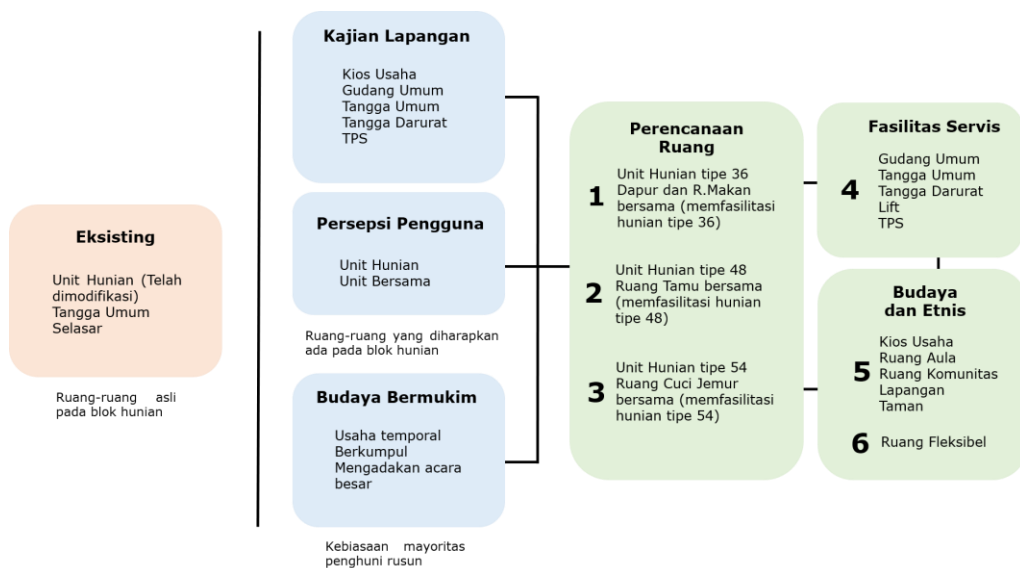 Eksisting
Unit Hunian (Telah
dimodifikasi)
Tangga Umum
Selasar
Ruang-ruang asli
pada blok hunian
Kajian Lapangan
Kios Usaha
Gudang Umum
Tangga Umum
Tangga Darurat
TPS
Persepsi Pengguna
Unit Hunian
Unit Bersama
Ruang-ruang yang diharapkan
ada pada blok hunian
Budaya Bermukim
Usaha temporal
Berkumpul
Mengadakan acara
besar
Kebiasaan mayoritas
penghuni rusun
Perencanaan
Ruang
1
Unit Hunian tipe 36
Dapur dan R.Makan
bersama (memfasilitasi
hunian tipe 36)
2
Unit Hunian tipe 48
Ruang Tamu bersama
(memfasilitasi hunian
tipe 48)
3
Unit Hunian tipe 54
Ruang Cuci Jemur
bersama (memfasilitasi
hunian tipe 54)
Fasilitas Servis
4
Gudang Umum
Tangga Umum
Tangga Darurat
Lift
TPS
Budaya
dan Etnis
5
Kios Usaha
Ruang Aula
Ruang Komunitas
Lapangan
Taman
6 Ruang Fleksibel